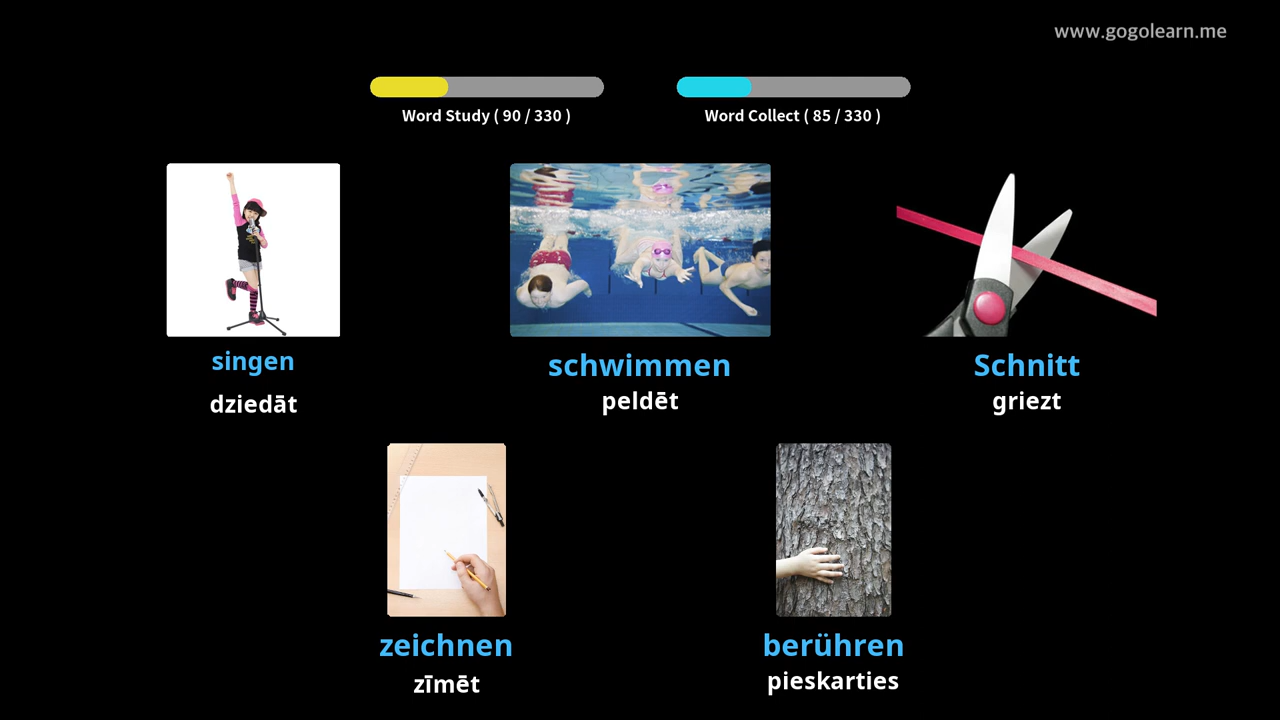 www.gogolearn.me
Word Study ( 90 / 330 )
Word Collect ( 85 / 330 )
singen
dziedāt
schwimmen
peldēt
Schnitt
griezt
zeichnen
zīmēt
berühren
pieskarties